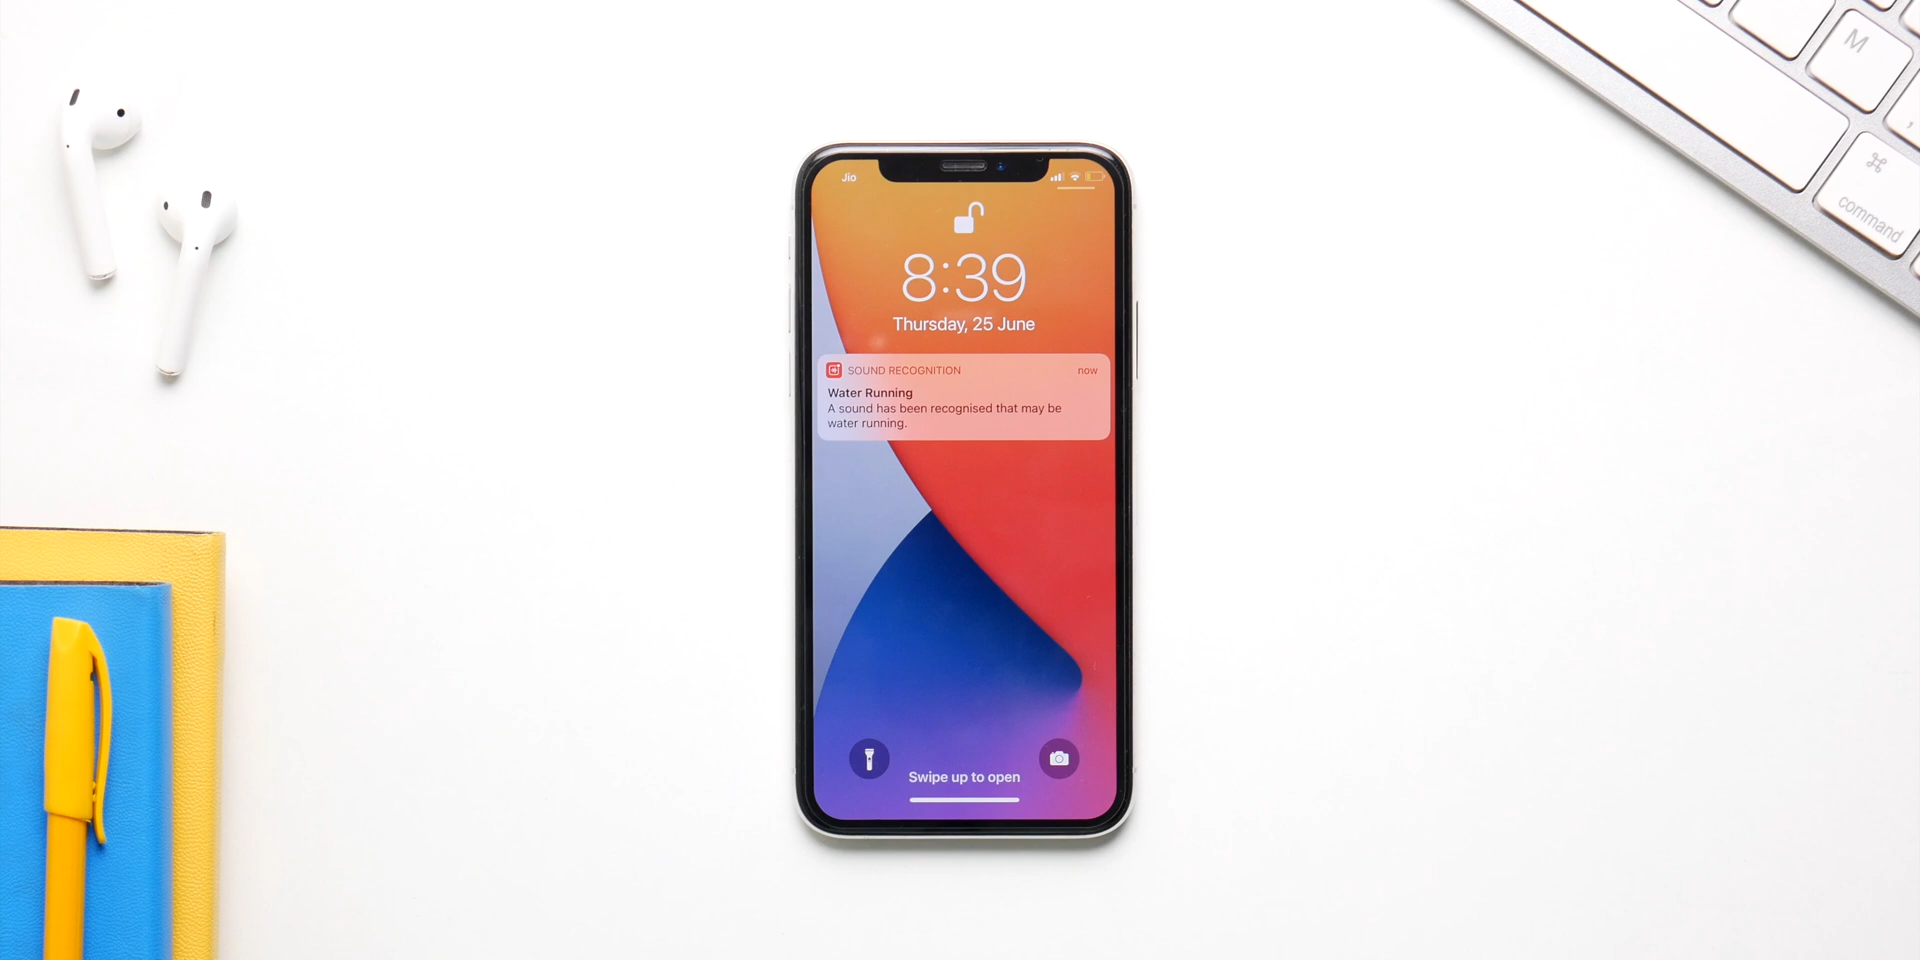 Jio
8:39
Thursday, 25 June
SOUND RECOGNITION now
Water Running
A sound has been recognised that may be
water running.
Swipe up to open
M
,
⌘
command